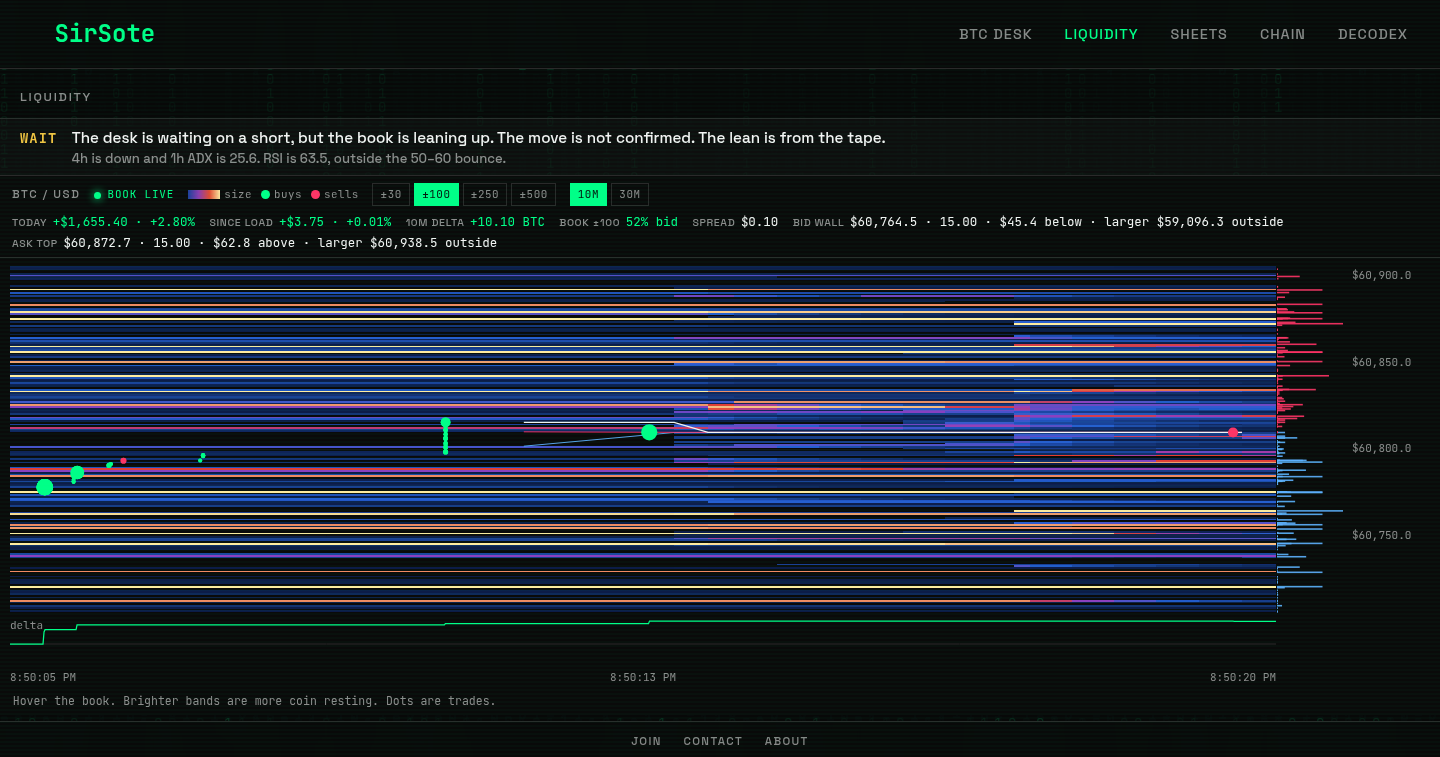 SirSote
BTC DESK LIQUIDITY SHEETS CHAIN DECODEX
LIQUIDITY
WAIT The desk is waiting on a short, but the book is leaning up. The move is not confirmed. The lean is from the tape.
4h is down and 1h ADX is 25.6. RSI is 63.5, outside the 50–60 bounce.
BTC / USD BOOK LIVE size buys sells ±30 ±100 ±250 ±500 10M 30M
TODAY +$1,655.40 · +2.80% SINCE LOAD +$3.75 · +0.01% 10M DELTA +10.10 BTC BOOK ±100 52% bid SPREAD $0.10 BID WALL $60,764.5 · 15.00 · $45.4 below · larger $59,096.3 outside
ASK TOP $60,872.7 · 15.00 · $62.8 above · larger $60,938.5 outside
$60,900.0
$60,850.0
$60,800.0
$60,750.0
delta
8:50:05 PM 8:50:13 PM 8:50:20 PM
Hover the book. Brighter bands are more coin resting. Dots are trades.
JOIN CONTACT ABOUT